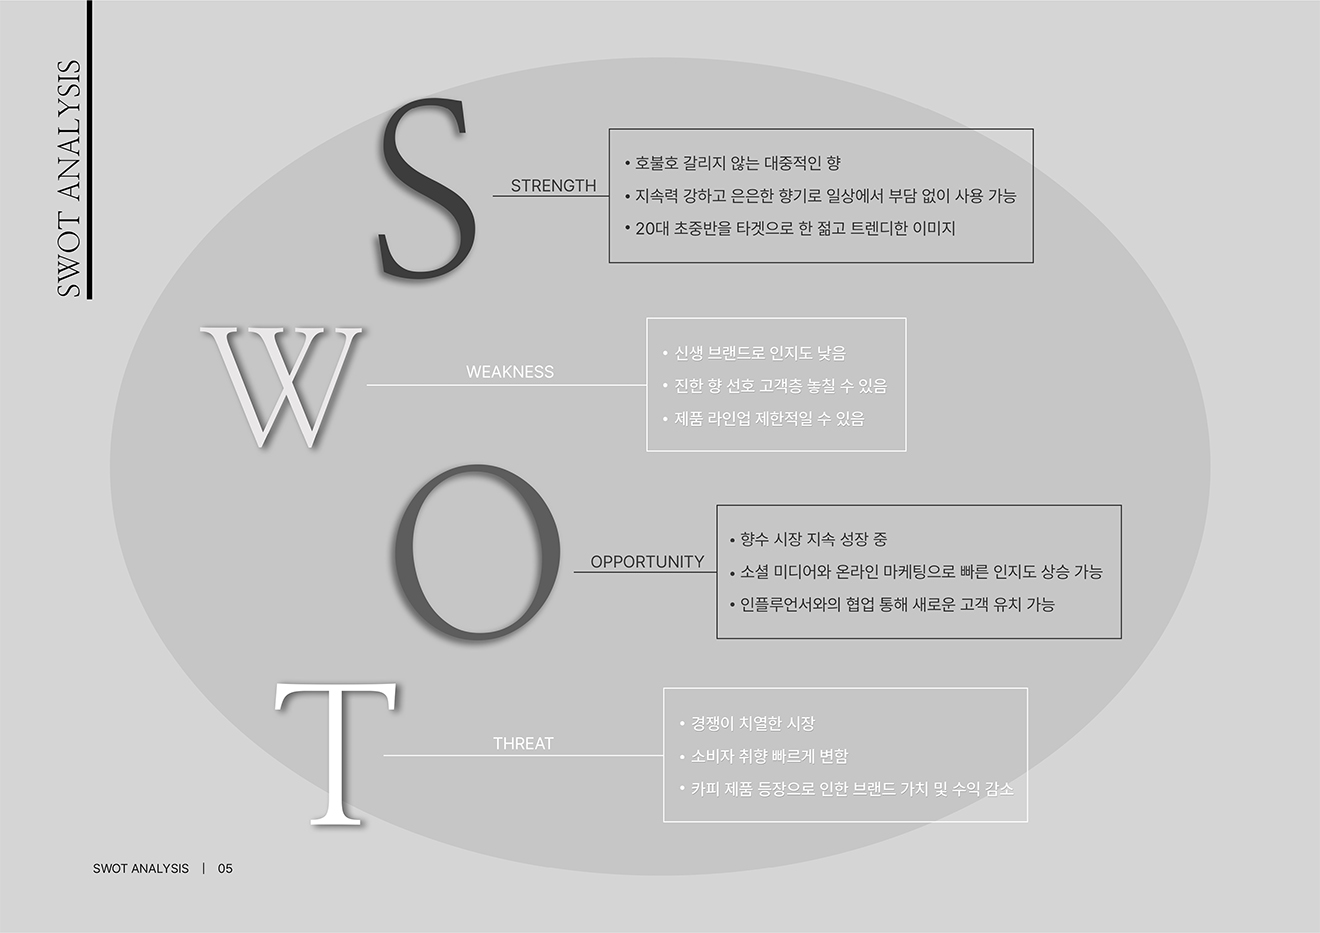 SWOT ANALYSIS
S
STRENGTH
• 호불호 갈리지 않는 대중적인 향
• 지속력 강하고 은은한 향기로 일상에서 부담 없이 사용 가능
• 20대 초중반을 타겟으로 한 젊고 트렌디한 이미지
W
WEAKNESS
• 신생 브랜드로 인지도 낮음
• 진한 향 선호 고객층 놓칠 수 있음
• 제품 라인업 제한적일 수 있음
O
OPPORTUNITY
• 향수 시장 지속 성장 중
• 소셜 미디어와 온라인 마케팅으로 빠른 인지도 상승 가능
• 인플루언서와의 협업 통해 새로운 고객 유치 가능
T
THREAT
• 경쟁이 치열한 시장
• 소비자 취향 빠르게 변함
• 카피 제품 등장으로 인한 브랜드 가치 및 수익 감소
SWOT ANALYSIS | 05